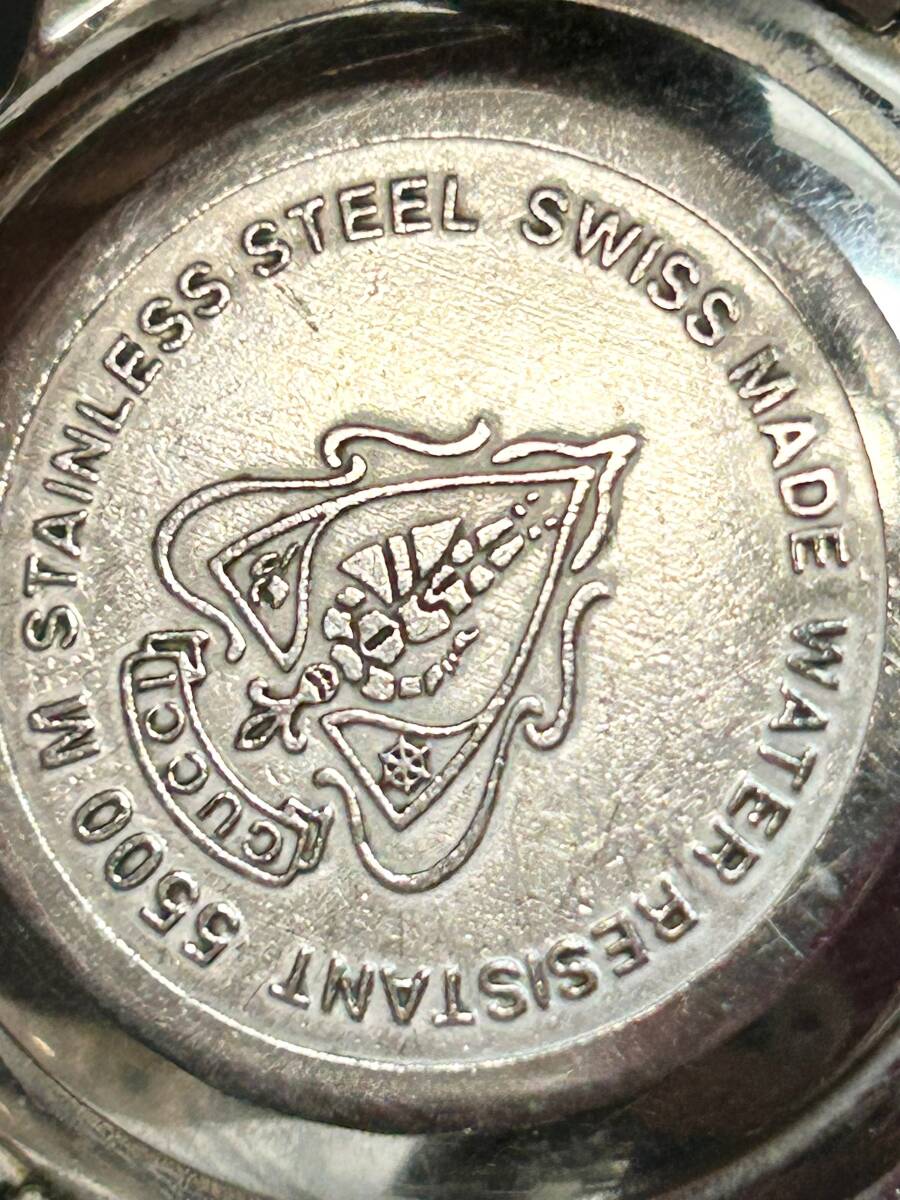 STAINLESS STEEL SWISS MADE WATER RESISTANT 5500 M
GUCCI